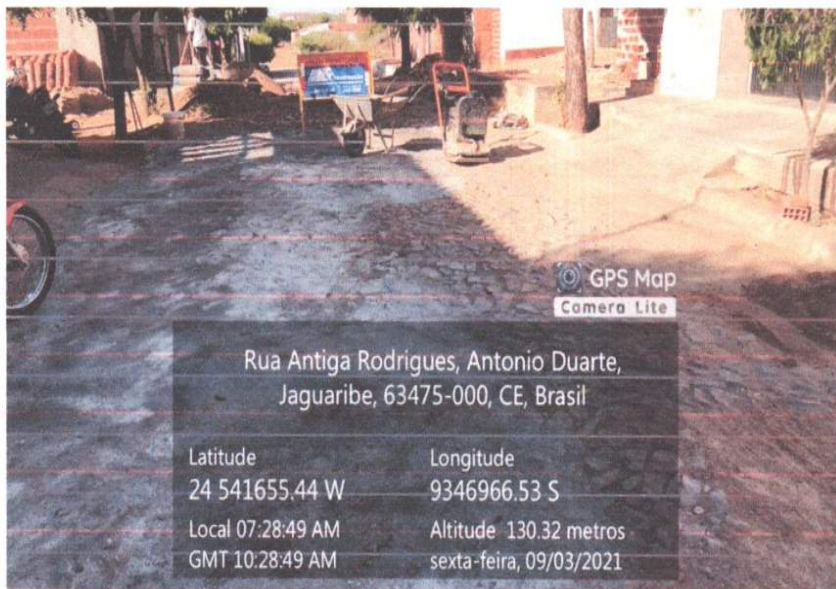 GPS Map
Camera Lite
Rua Antiga Rodrigues, Antonio Duarte,
Jaguaribe, 63475-000, CE, Brasil
Latitude
24 541655.44 W
Longitude
9346966.53 S
Local 07:28:49 AM
GMT 10:28:49 AM
Altitude 130.32 metros
sexta-feira, 09/03/2021